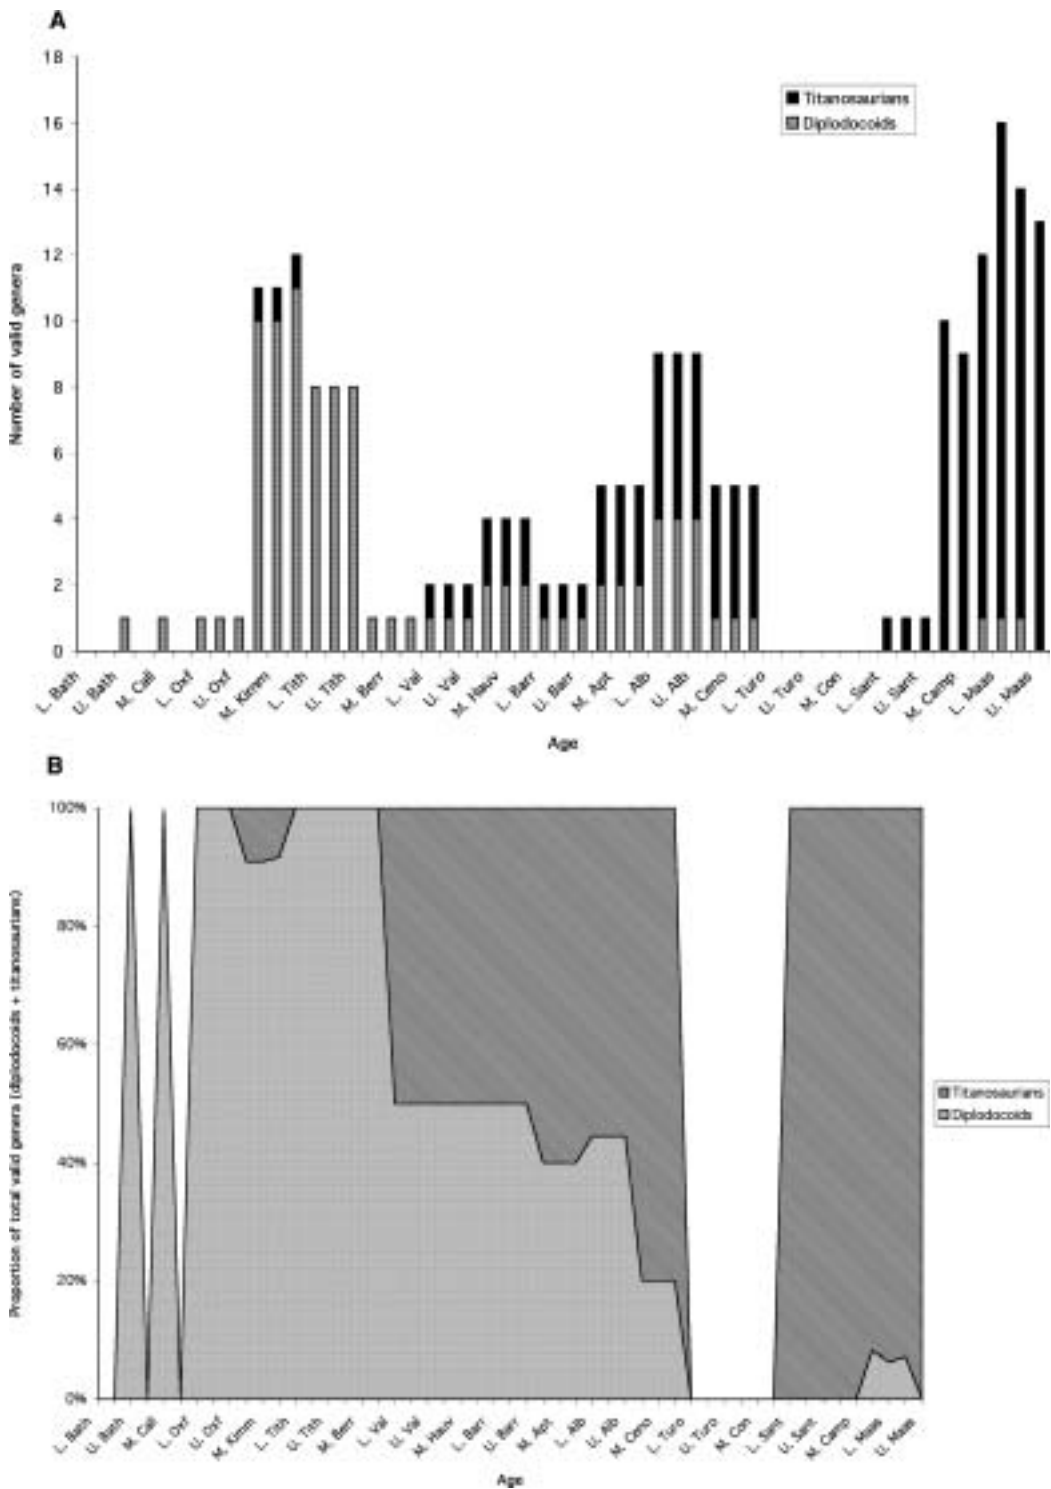 A
18
16
14
12
10
8
6
4
2
0
Number of valid genera
Titanosaurians
Diplodocoids
L. Bath
U. Bath
M. Call
L. Oxf
U. Oxf
M. Kimm
L. Tith
U. Tith
M. Berr
L. Val
U. Val
M. Hauv
L. Barr
U. Barr
M. Apt
L. Alb
U. Alb
M. Ceno
L. Turo
U. Turo
M. Con
L. Sant
U. Sant
M. Camp
L. Maas
U. Maas
Age
B
100%
80%
60%
40%
20%
0%
Proportion of total valid genera (diplodocoids + titanosaurians)
Titanosaurians
Diplodocoids
L. Bath
U. Bath
M. Call
L. Oxf
U. Oxf
M. Kimm
L. Tith
U. Tith
M. Berr
L. Val
U. Val
M. Hauv
L. Barr
U. Barr
M. Apt
L. Alb
U. Alb
M. Ceno
L. Turo
U. Turo
M. Con
L. Sant
U. Sant
M. Camp
L. Maas
U. Maas
Age